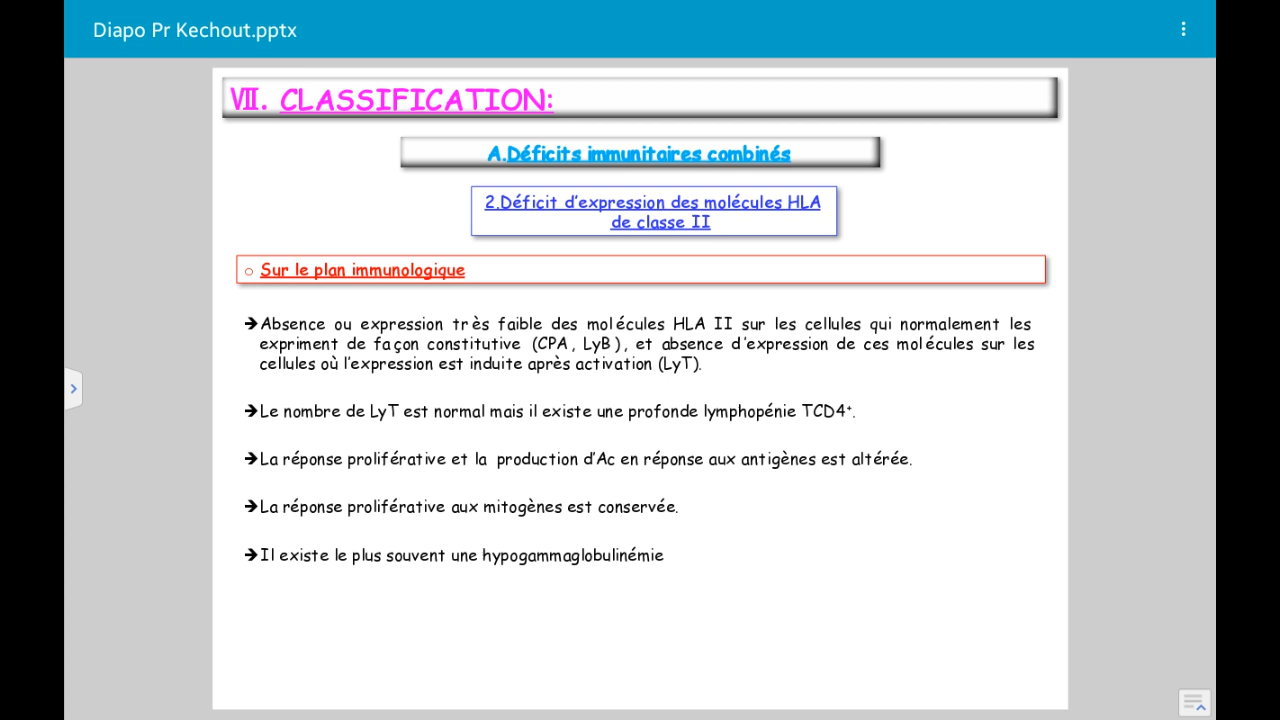 Diapo Pr Kechout.pptx
VII. CLASSIFICATION:
A.Déficits immunitaires combinés
2.Déficit d'expression des molécules HLA
de classe II
○ Sur le plan immunologique
➔Absence ou expression très faible des molécules HLA II sur les cellules qui normalement les
expriment de façon constitutive (CPA, LyB), et absence d'expression de ces molécules sur les
cellules où l'expression est induite après activation (LyT).
➔Le nombre de LyT est normal mais il existe une profonde lymphopénie TCD4⁺.
➔La réponse proliférative et la production d'Ac en réponse aux antigènes est altérée.
➔La réponse proliférative aux mitogènes est conservée.
➔Il existe le plus souvent une hypogammaglobulinémie